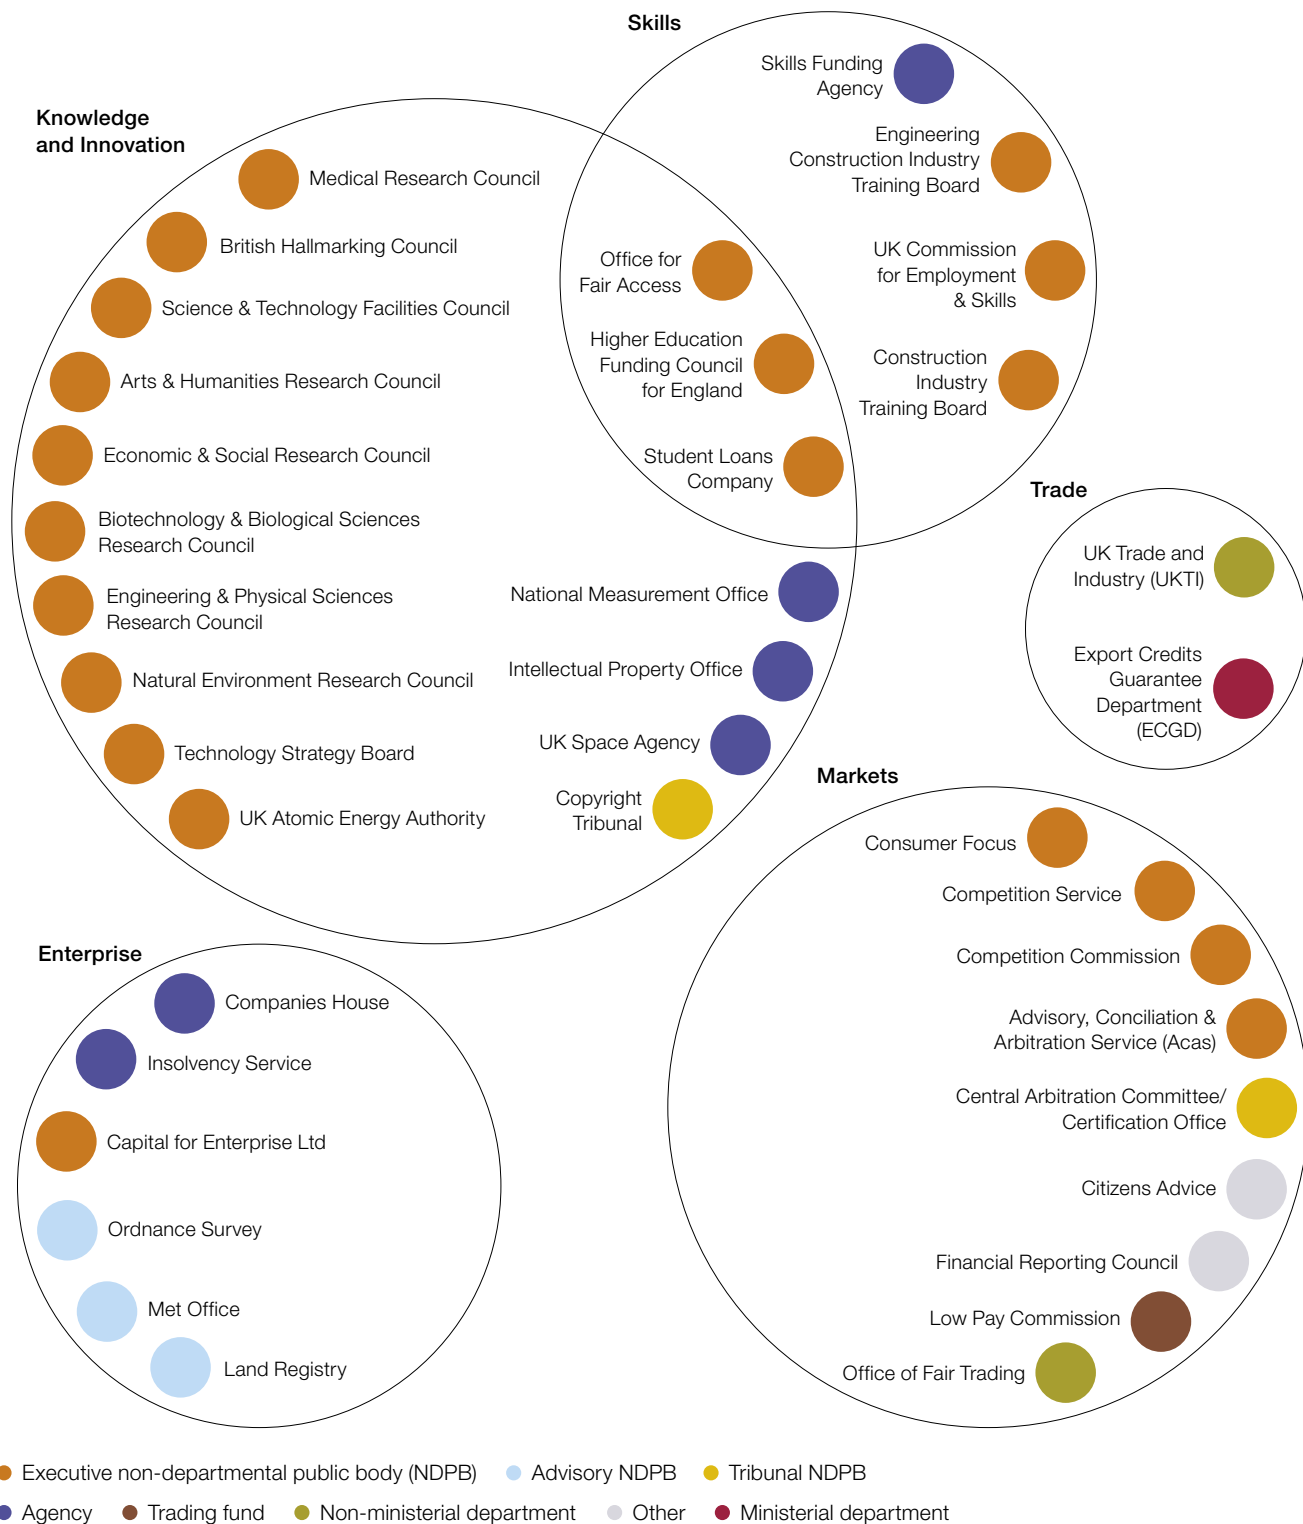 Skills
Skills Funding
Agency
Engineering
Construction Industry
Training Board
UK Commission
for Employment
& Skills
Construction
Industry
Training Board
Knowledge
and Innovation
Medical Research Council
British Hallmarking Council
Science & Technology Facilities Council
Arts & Humanities Research Council
Economic & Social Research Council
Biotechnology & Biological Sciences
Research Council
Engineering & Physical Sciences
Research Council
Natural Environment Research Council
Technology Strategy Board
UK Atomic Energy Authority
Office for
Fair Access
Higher Education
Funding Council
for England
Student Loans
Company
National Measurement Office
Intellectual Property Office
UK Space Agency
Copyright
Tribunal
Trade
UK Trade and
Industry (UKTI)
Export Credits
Guarantee
Department
(ECGD)
Markets
Consumer Focus
Competition Service
Competition Commission
Advisory, Conciliation &
Arbitration Service (Acas)
Central Arbitration Committee/
Certification Office
Citizens Advice
Financial Reporting Council
Low Pay Commission
Office of Fair Trading
Enterprise
Companies House
Insolvency Service
Capital for Enterprise Ltd
Ordnance Survey
Met Office
Land Registry
Executive non-departmental public body (NDPB)
Advisory NDPB
Tribunal NDPB
Agency
Trading fund
Non-ministerial department
Other
Ministerial department